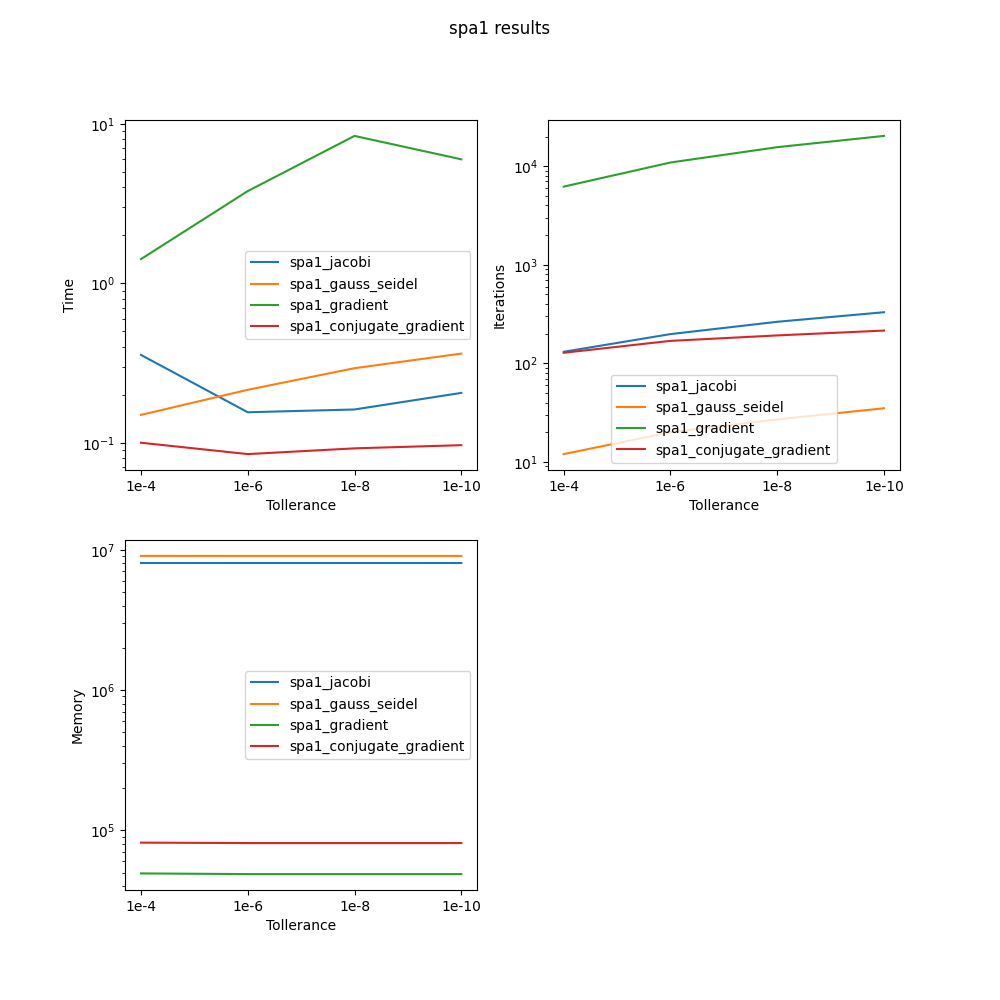 spa1 results
10^1
10^0
10^-1
Time
spa1_jacobi
spa1_gauss_seidel
spa1_gradient
spa1_conjugate_gradient
1e-4 1e-6 1e-8 1e-10
Tollerance
10^4
10^3
10^2
10^1
Iterations
spa1_jacobi
spa1_gauss_seidel
spa1_gradient
spa1_conjugate_gradient
1e-4 1e-6 1e-8 1e-10
Tollerance
10^7
10^6
10^5
Memory
spa1_jacobi
spa1_gauss_seidel
spa1_gradient
spa1_conjugate_gradient
1e-4 1e-6 1e-8 1e-10
Tollerance